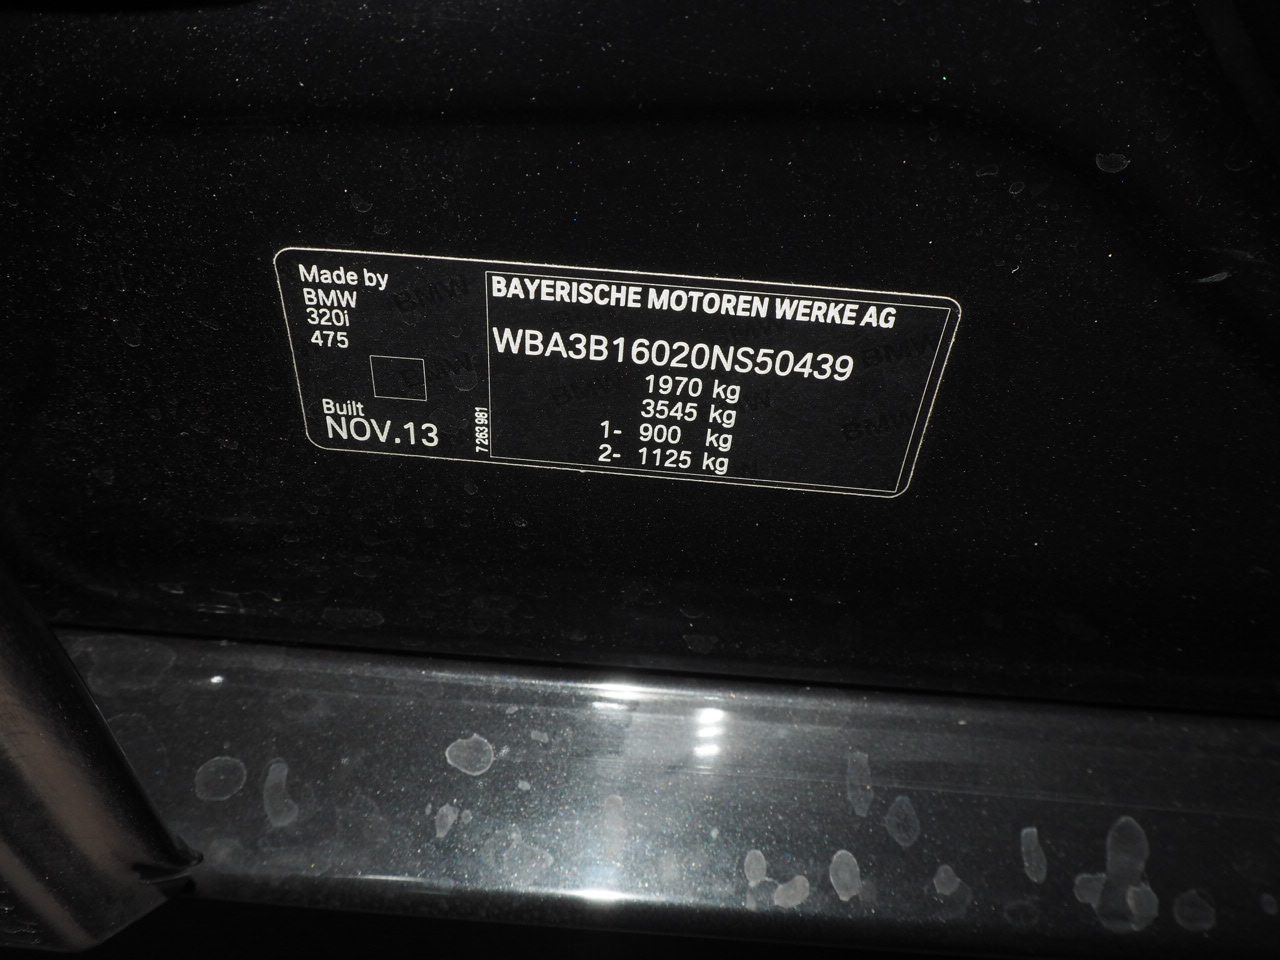 Made by
BMW
320i
475
Built
NOV.13
7 263 981
BAYERISCHE MOTOREN WERKE AG
WBA3B16020NS50439
1970 kg
3545 kg
1- 900 kg
2- 1125 kg